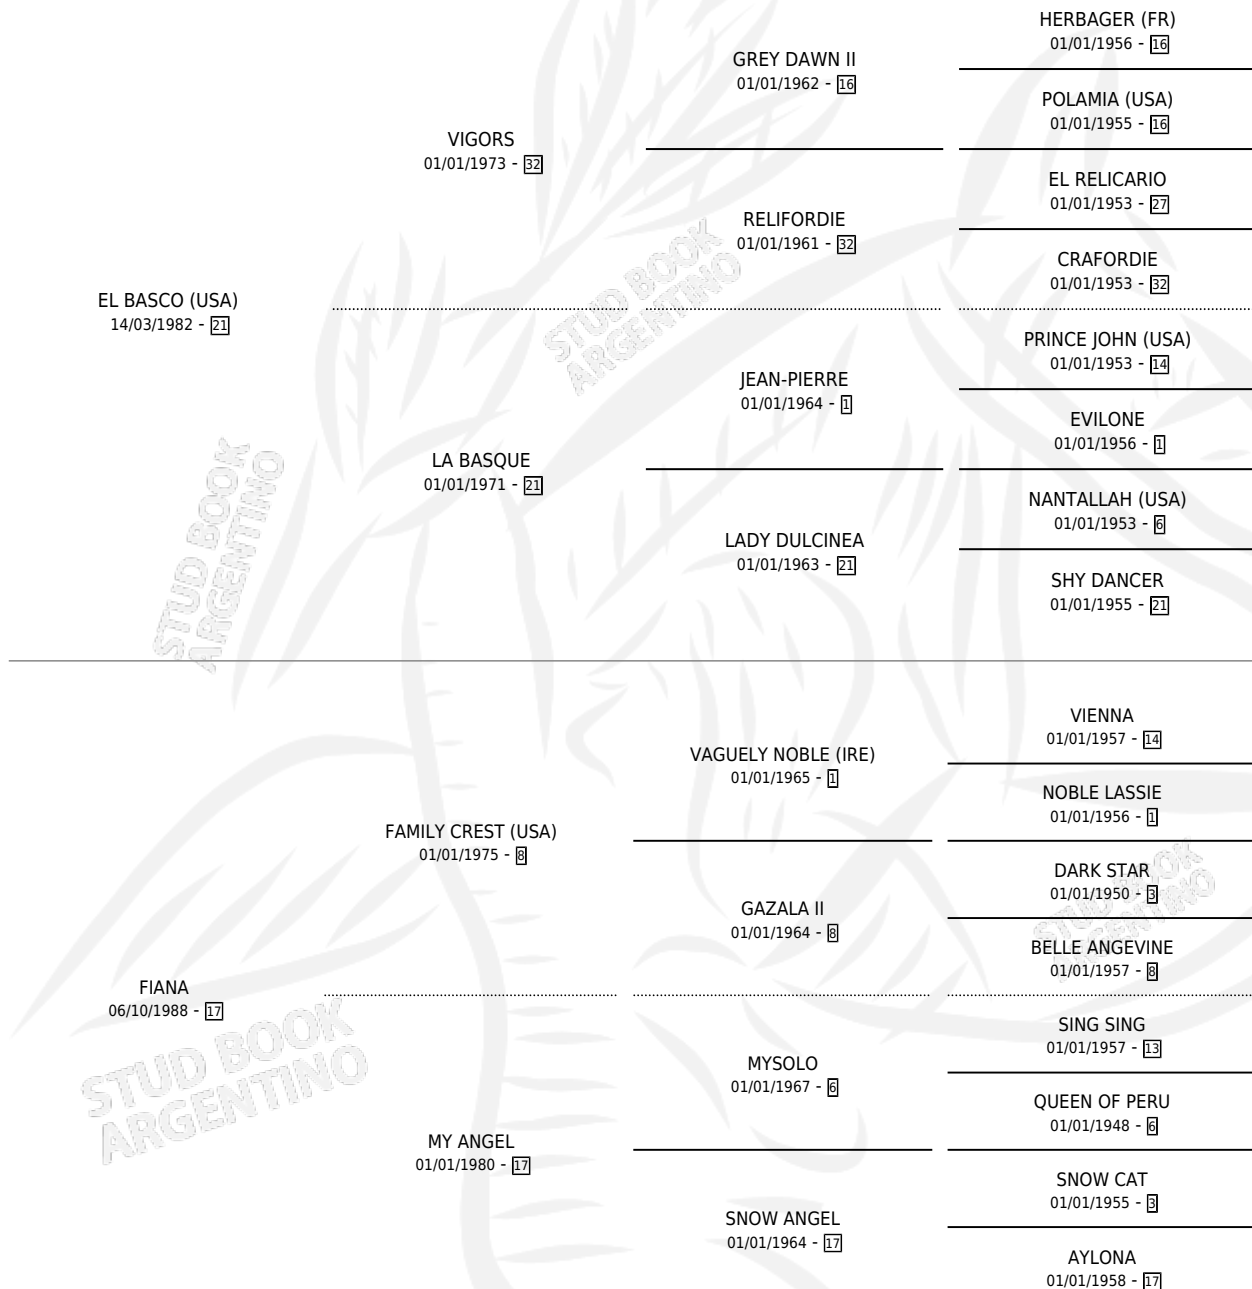 HERBAGER (FR)
01/01/1956 - 16
GREY DAWN II
01/01/1962 - 16
POLAMIA (USA)
01/01/1955 - 16
VIGORS
01/01/1973 - 32
EL RELICARIO
01/01/1953 - 27
RELIFORDIE
01/01/1961 - 32
CRAFORDIE
01/01/1953 - 32
EL BASCO (USA)
14/03/1982 - 21
PRINCE JOHN (USA)
01/01/1953 - 14
JEAN-PIERRE
01/01/1964 - 1
EVILONE
01/01/1956 - 1
LA BASQUE
01/01/1971 - 21
NANTALLAH (USA)
01/01/1953 - 6
LADY DULCINEA
01/01/1963 - 21
SHY DANCER
01/01/1955 - 21
VIENNA
01/01/1957 - 14
VAGUELY NOBLE (IRE)
01/01/1965 - 1
NOBLE LASSIE
01/01/1956 - 1
FAMILY CREST (USA)
01/01/1975 - 8
DARK STAR
01/01/1950 - 3
GAZALA II
01/01/1964 - 8
BELLE ANGEVINE
01/01/1957 - 8
FIANA
06/10/1988 - 17
SING SING
01/01/1957 - 13
MYSOLO
01/01/1967 - 6
QUEEN OF PERU
01/01/1948 - 6
MY ANGEL
01/01/1980 - 17
SNOW CAT
01/01/1955 - 3
SNOW ANGEL
01/01/1964 - 17
AYLONA
01/01/1958 - 17
STUD BOOK
ARGENTINO
STUD BOOK
ARGENTINO
STUD BOOK
ARGENTINO
STUD BOOK
ARGENTINO